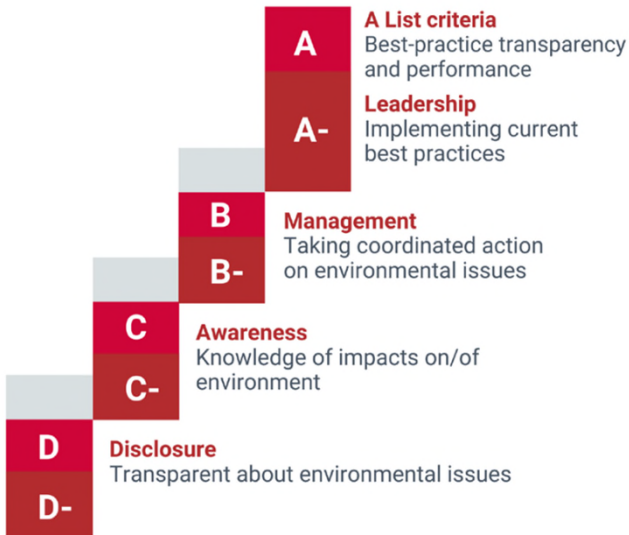 A
A List criteria
Best-practice transparency
and performance
A-
Leadership
Implementing current
best practices
B
B-
Management
Taking coordinated action
on environmental issues
C
C-
Awareness
Knowledge of impacts on/of
environment
D
D-
Disclosure
Transparent about environmental issues